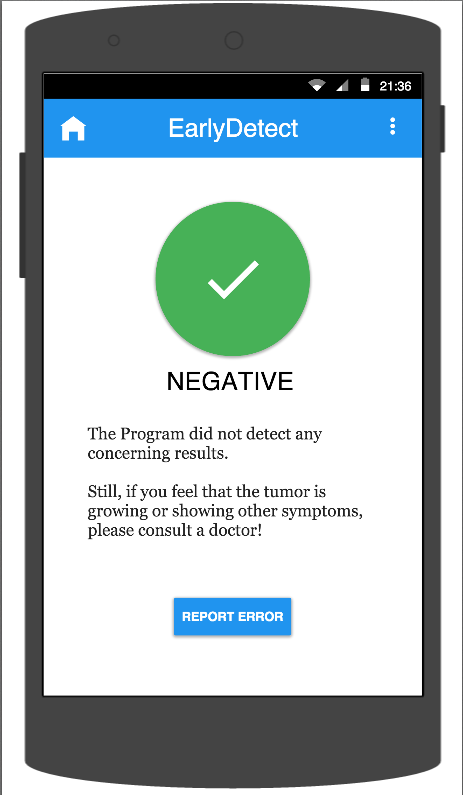 21:36
EarlyDetect
NEGATIVE
The Program did not detect any
concerning results.
Still, if you feel that the tumor is
growing or showing other symptoms,
please consult a doctor!
REPORT ERROR